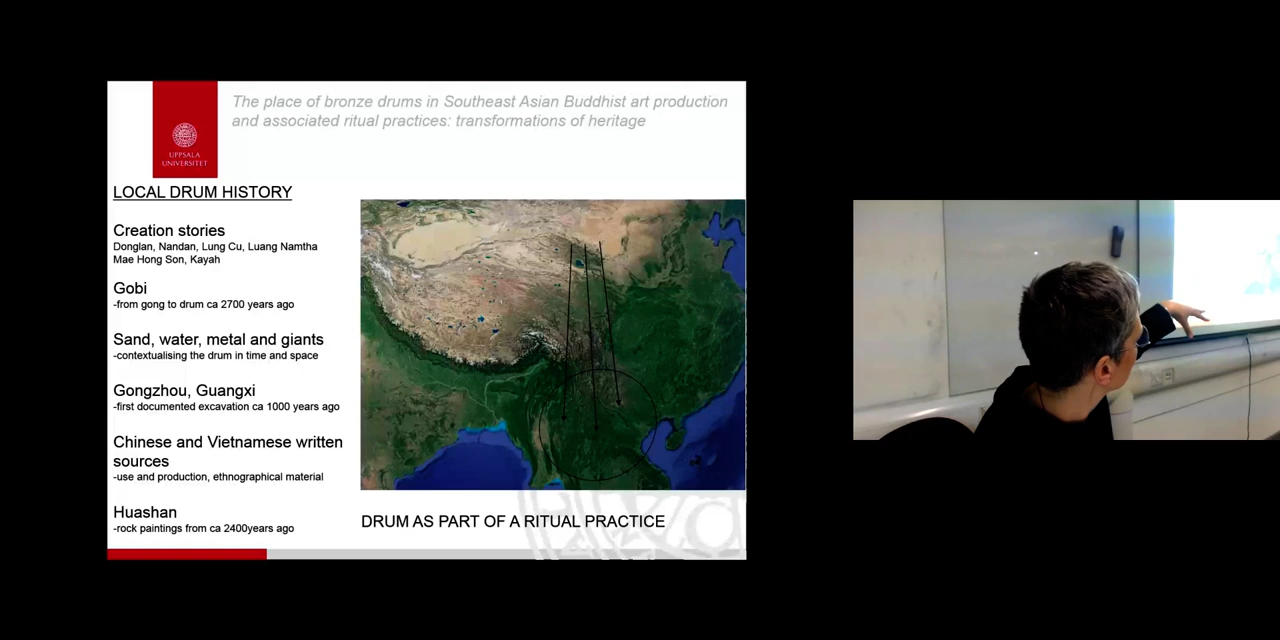 The place of bronze drums in Southeast Asian Buddhist art production
and associated ritual practices: transformations of heritage
UPPSALA
UNIVERSITET
LOCAL DRUM HISTORY
Creation stories
Donglan, Nandan, Lung Cu, Luang Namtha
Mae Hong Son, Kayah
Gobi
-from gong to drum ca 2700 years ago
Sand, water, metal and giants
-contextualising the drum in time and space
Gongzhou, Guangxi
-first documented excavation ca 1000 years ago
Chinese and Vietnamese written
sources
-use and production, ethnographical material
Huashan
-rock paintings from ca 2400years ago
DRUM AS PART OF A RITUAL PRACTICE